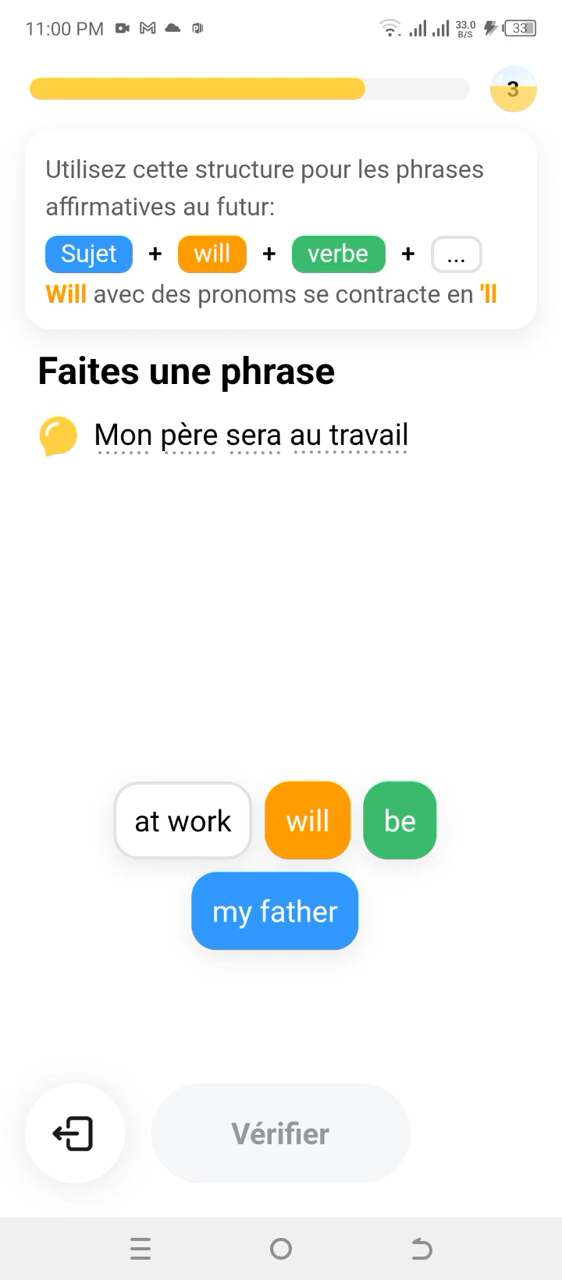 11:00 PM 33.0 B/S 33
3
Utilisez cette structure pour les phrases
affirmatives au futur:
Sujet + will + verbe + ...
Will avec des pronoms se contracte en 'll
Faites une phrase
Mon père sera au travail
at work will be
my father
Vérifier